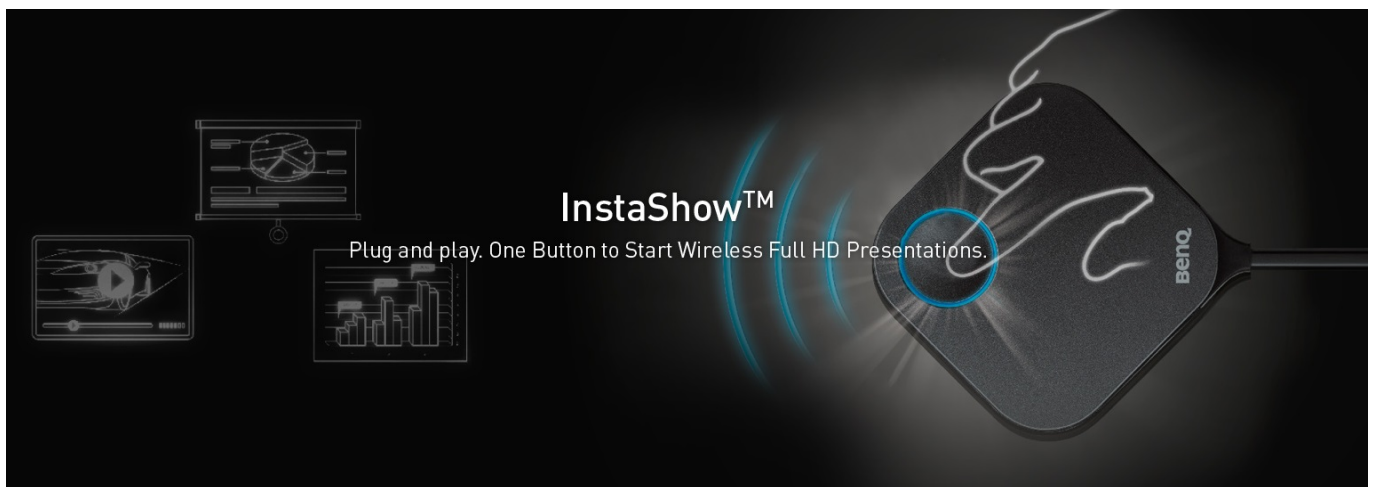 InstaShow™
Plug and play. One Button to Start Wireless Full HD Presentations.
BenQ